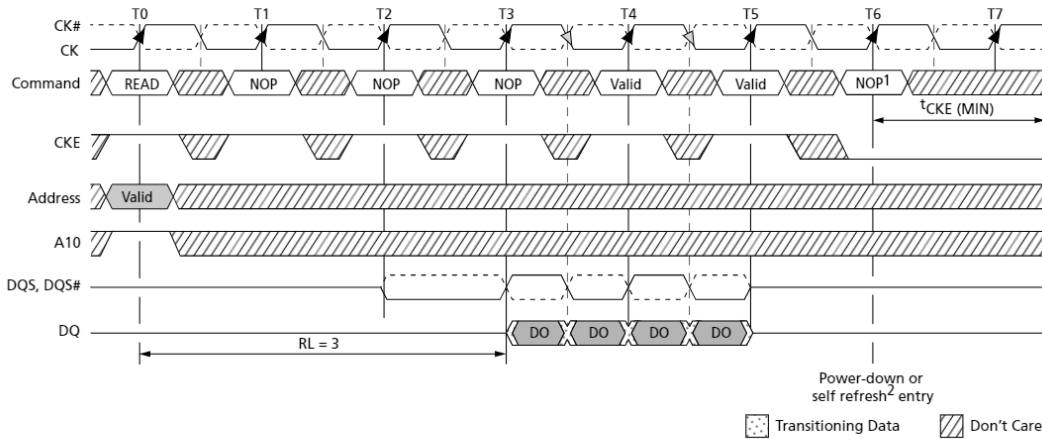 T0 T1 T2 T3 T4 T5 T6 T7
CK#
CK
Command READ NOP NOP NOP Valid Valid NOP1
tCKE (MIN)
CKE
Address Valid
A10
DQS, DQS#
DQ DO DO DO DO
RL = 3
Power-down or
self refresh2 entry
Transitioning Data Don't Care